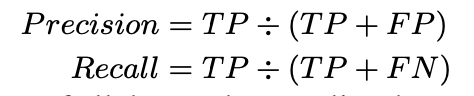 Precision = TP ÷ (TP + FP)
Recall = TP ÷ (TP + FN)